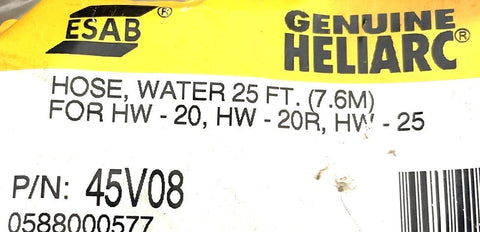 ESAB®
GENUINE
HELIARC®
HOSE, WATER 25 FT. (7.6M)
FOR HW - 20, HW - 20R, HW - 25
P/N: 45V08
0588000577